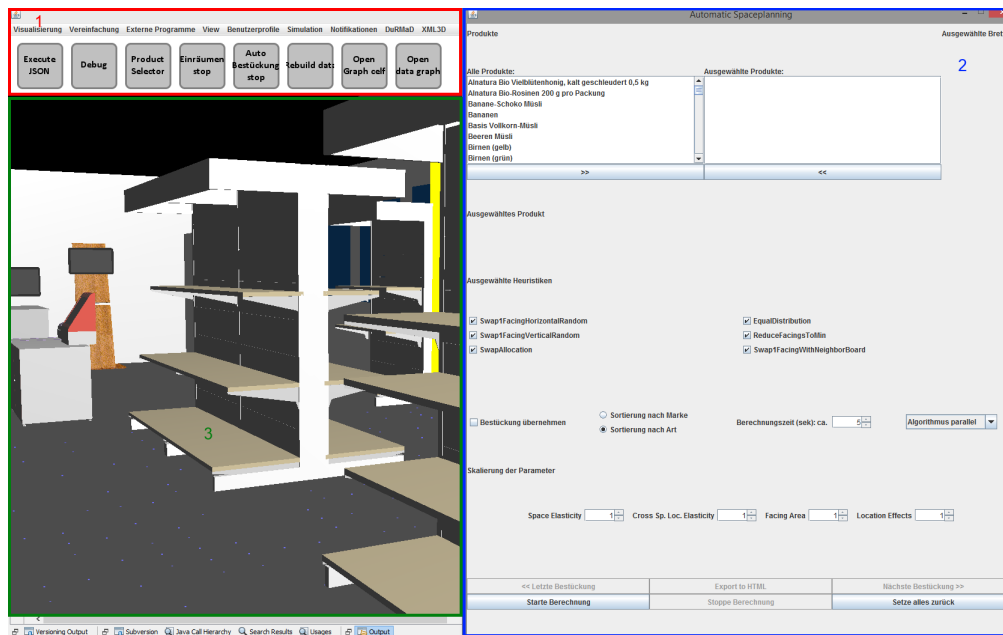 1
Visualisierung Vereinfachung Externe Programme View Benutzerprofile Simulation Notifikationen DuRMaD XML3D
Execute JSON
Debug
Product Selector
Einräumen stop
Auto Bestückung stop
Rebuild data
Open Graph celf
Open data graph
3
Versioning Output
Subversion
Java Call Hierarchy
Search Results
Usages
Output
Automatic Spaceplanning
Produkte
Ausgewählte Bret
2
Alle Produkte:
Ausgewählte Produkte:
Alnatura Bio Vielblütenhonig, kalt geschleudert 0,5 kg
Alnatura Bio-Rosinen 200 g pro Packung
Banane-Schoko Müsli
Bananen
Basis Vollkorn-Müsli
Beeren Müsli
Birnen (gelb)
Birnen (grün)
>>
<<
Ausgewähltes Produkt
Ausgewählte Heuristiken
Swap1FacingHorizontalRandom
EqualDistribution
Swap1FacingVerticalRandom
ReduceFacingsToMin
SwapAllocation
Swap1FacingWithNeighborBoard
Bestückung übernehmen
Sortierung nach Marke
Sortierung nach Art
Berechnungszeit (sek): ca. 5
Algorithmus parallel
Skalierung der Parameter
Space Elasticity 1 Cross Sp. Loc. Elasticity 1 Facing Area 1 Location Effects 1
<< Letzte Bestückung
Export to HTML
Nächste Bestückung >>
Starte Berechnung
Stoppe Berechnung
Setze alles zurück